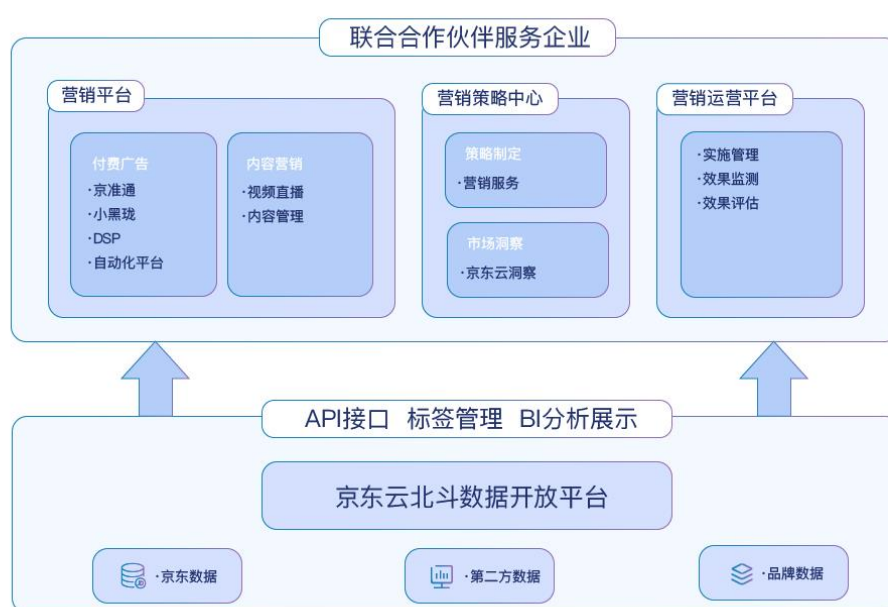 联合合作伙伴服务企业
营销平台
付费广告
·京准通
·小黑珑
·DSP
·自动化平台
内容营销
·视频直播
·内容管理
营销策略中心
策略制定
·营销服务
市场洞察
·京东云洞察
营销运营平台
·实施管理
·效果监测
·效果评估
API接口 标签管理 BI分析展示
京东云北斗数据开放平台
·京东数据
·第二方数据
·品牌数据